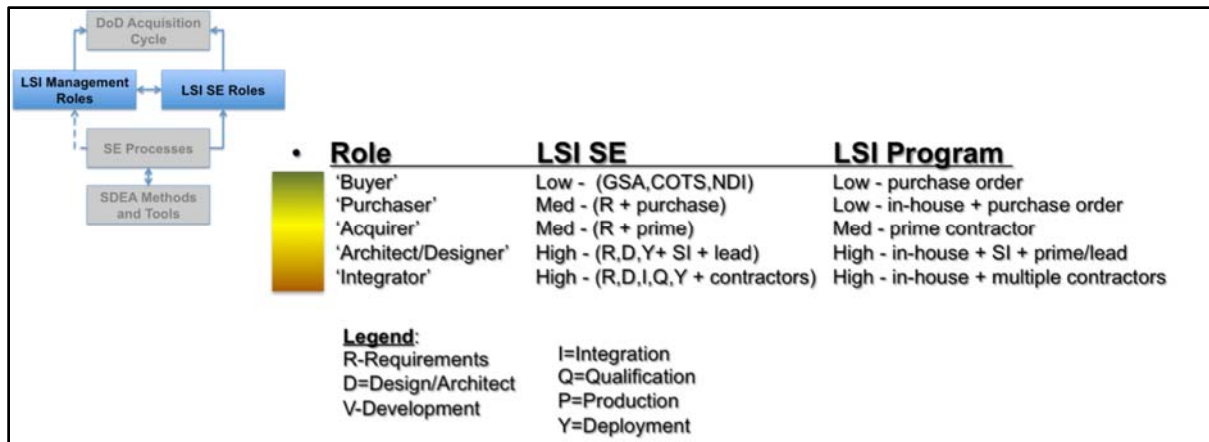 DoD Acquisition
Cycle
LSI Management
Roles
LSI SE Roles
SE Processes
SDEA Methods
and Tools
• Role LSI SE LSI Program
‘Buyer’ Low - (GSA,COTS,NDI) Low - purchase order
‘Purchaser’ Med - (R + purchase) Low - in-house + purchase order
‘Acquirer’ Med - (R + prime) Med - prime contractor
‘Architect/Designer’ High - (R,D,Y+ SI + lead) High - in-house + SI + prime/lead
‘Integrator’ High - (R,D,I,Q,Y + contractors) High - in-house + multiple contractors
Legend:
R-Requirements
D=Design/Architect
V-Development
I=Integration
Q=Qualification
P=Production
Y=Deployment